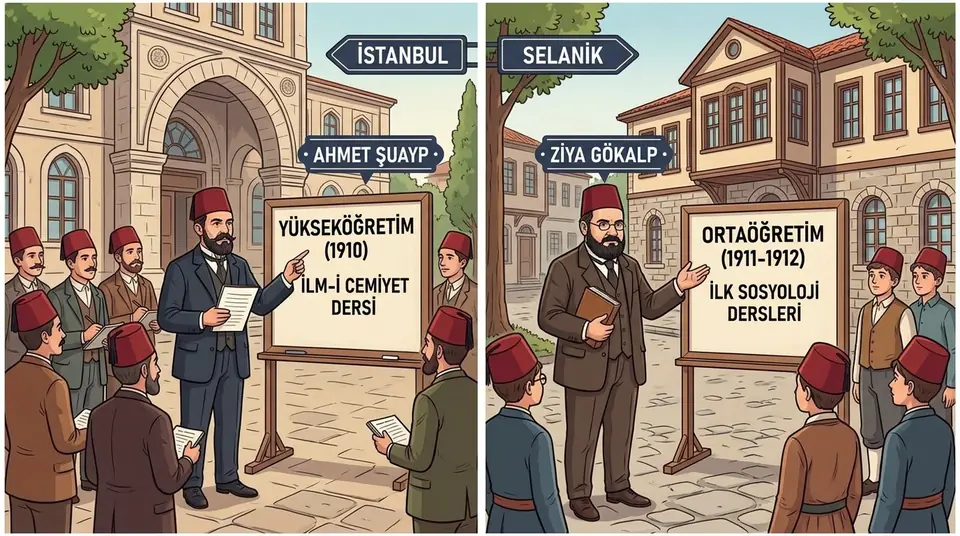 İSTANBUL
AHMET ŞUAYP
YÜKSEKÖĞRETİM
(1910)
İLM-İ CEMİYET
DERSİ
SELANİK
ZİYA GÖKALP
ORTAÖĞRETİM
(1911-1912)
İLK SOSYOLOJİ
DERSLERİ